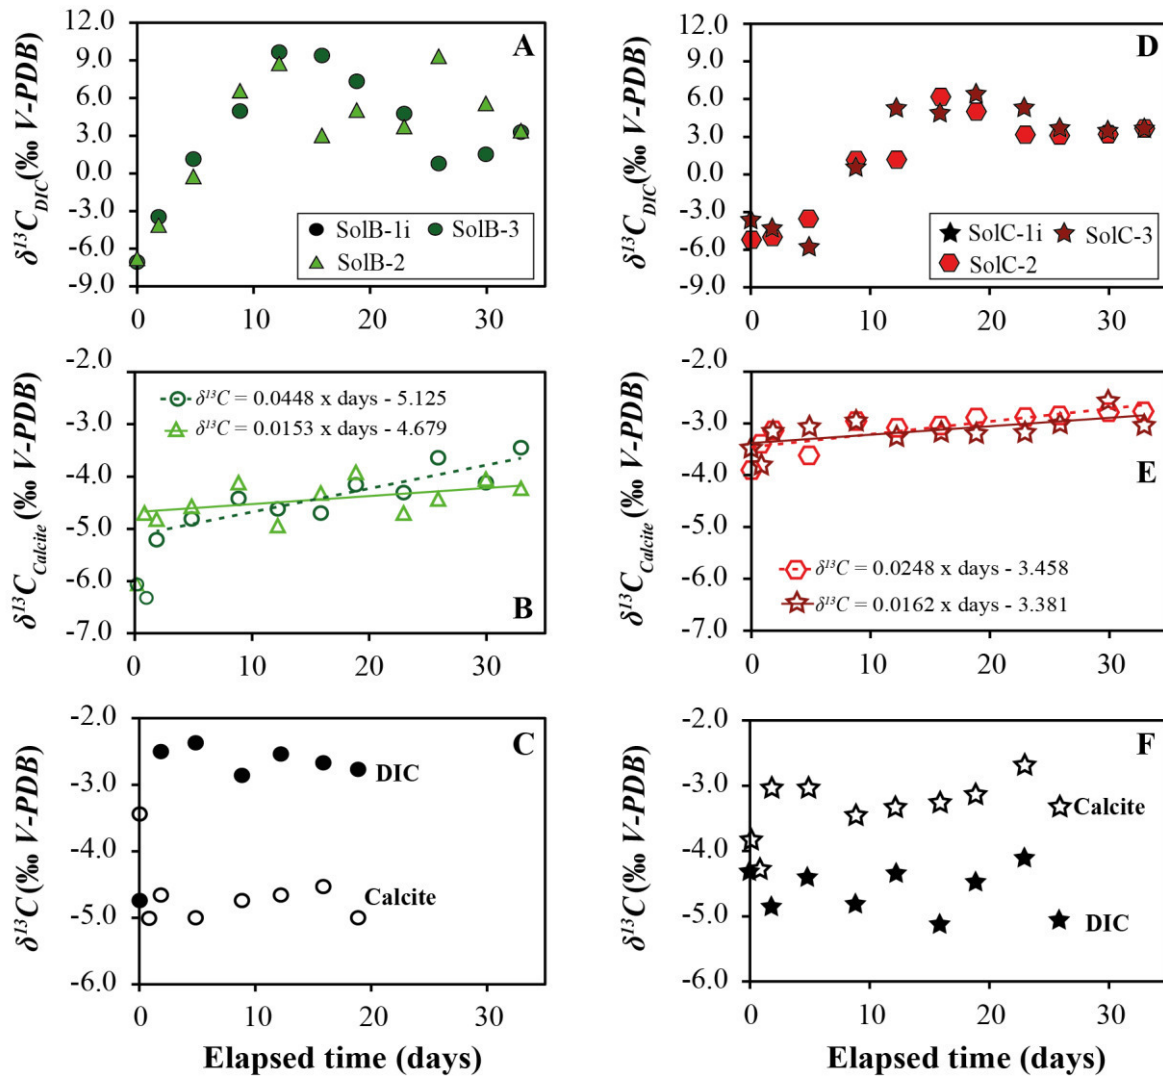 12.0
9.0
6.0
3.0
0.0
-3.0
-6.0
-9.0
δ¹³C_DIC (‰ V-PDB)
A
SolB-1i
SolB-3
SolB-2
0
10
20
30
12.0
9.0
6.0
3.0
0.0
-3.0
-6.0
-9.0
δ¹³C_DIC (‰ V-PDB)
D
SolC-1i
SolC-3
SolC-2
0
10
20
30
-2.0
-3.0
-4.0
-5.0
-6.0
-7.0
δ¹³C_Calcite (‰ V-PDB)
δ¹³C = 0.0448 x days - 5.125
δ¹³C = 0.0153 x days - 4.679
B
0
10
20
30
-2.0
-3.0
-4.0
-5.0
-6.0
-7.0
δ¹³C_Calcite (‰ V-PDB)
E
δ¹³C = 0.0248 x days - 3.458
δ¹³C = 0.0162 x days - 3.381
0
10
20
30
-2.0
-3.0
-4.0
-5.0
-6.0
δ¹³C (‰ V-PDB)
C
DIC
Calcite
0
10
20
30
Elapsed time (days)
-2.0
-3.0
-4.0
-5.0
-6.0
δ¹³C (‰ V-PDB)
F
Calcite
DIC
0
10
20
30
Elapsed time (days)